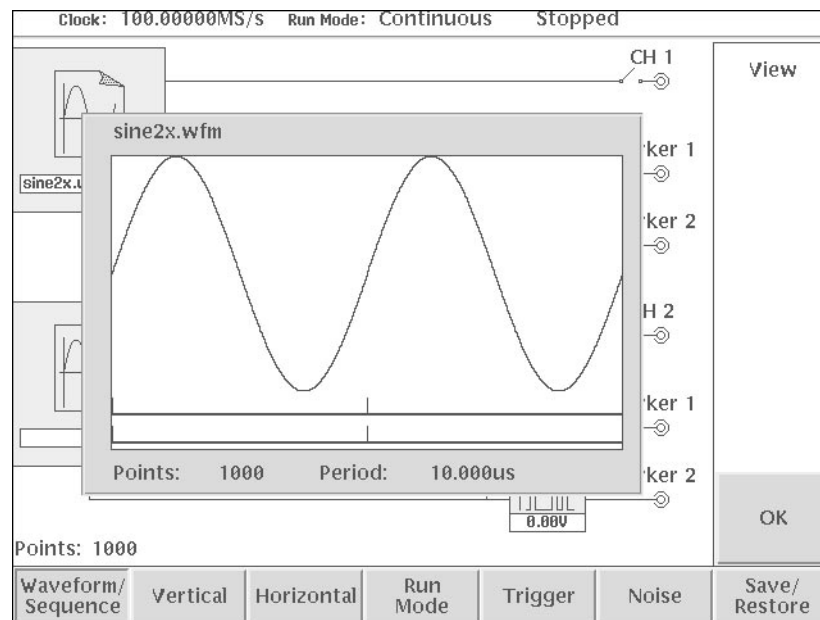 Clock: 100.00000MS/s Run Mode: Continuous Stopped
CH 1
View
sine2x.wfm
ker 1
sine2x.
ker 2
H 2
ker 1
Points: 1000 Period: 10.000us
ker 2
0.00V
OK
Points: 1000
Waveform/
Sequence
Vertical
Horizontal
Run
Mode
Trigger
Noise
Save/
Restore